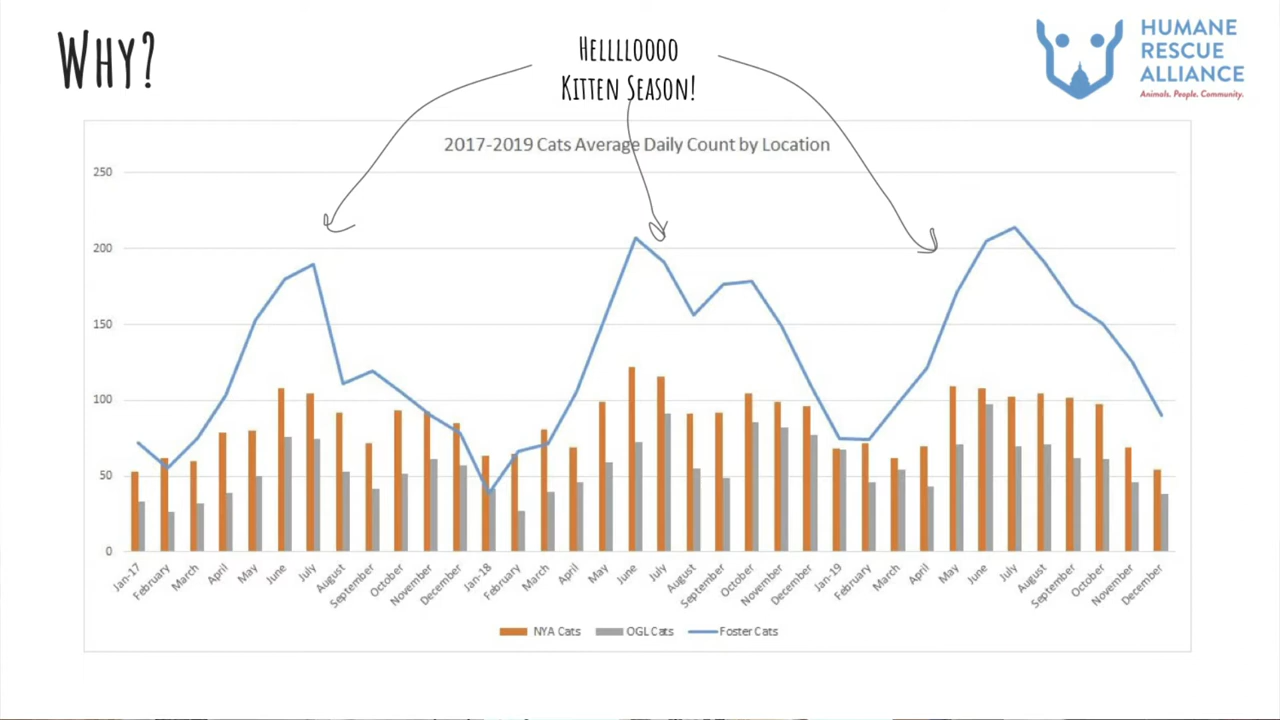 WHY?
HELLLLOOOO
KITTEN SEASON!
HUMANE
RESCUE
ALLIANCE
Animals. People. Community.
2017-2019 Cats Average Daily Count by Location
250
200
150
100
50
0
Jan-17
February
March
April
May
June
July
August
September
October
November
December
Jan-18
February
March
April
May
June
July
August
September
October
November
December
Jan-19
February
March
April
May
June
July
August
September
October
November
December
NYA Cats
OGL Cats
Foster Cats